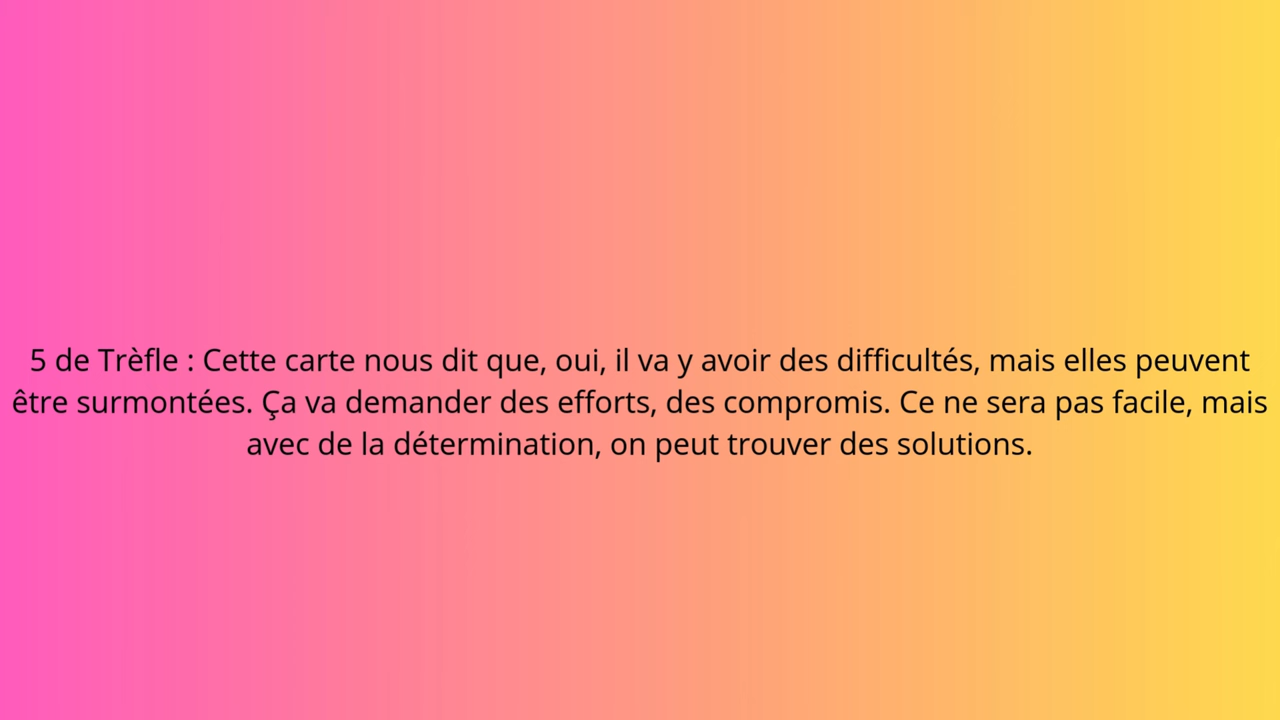 5 de Trèfle : Cette carte nous dit que, oui, il va y avoir des difficultés, mais elles peuvent
être surmontées. Ça va demander des efforts, des compromis. Ce ne sera pas facile, mais
avec de la détermination, on peut trouver des solutions.